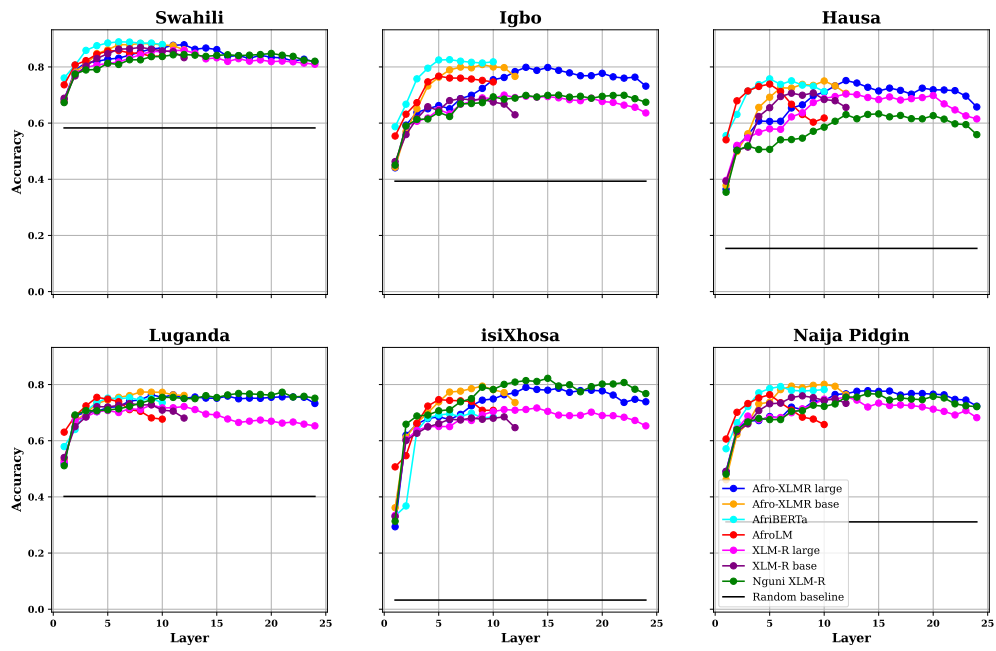 Swahili
Igbo
Hausa
Accuracy
0.8
0.6
0.4
0.2
0.0
Luganda
isiXhosa
Naija Pidgin
Accuracy
0.8
0.6
0.4
0.2
0.0
Afro-XLMR large
Afro-XLMR base
AfriBERTa
AfroLM
XLM-R large
XLM-R base
Nguni XLM-R
Random baseline
0 5 10 15 20 25
0 5 10 15 20 25
0 5 10 15 20 25
Layer
Layer
Layer